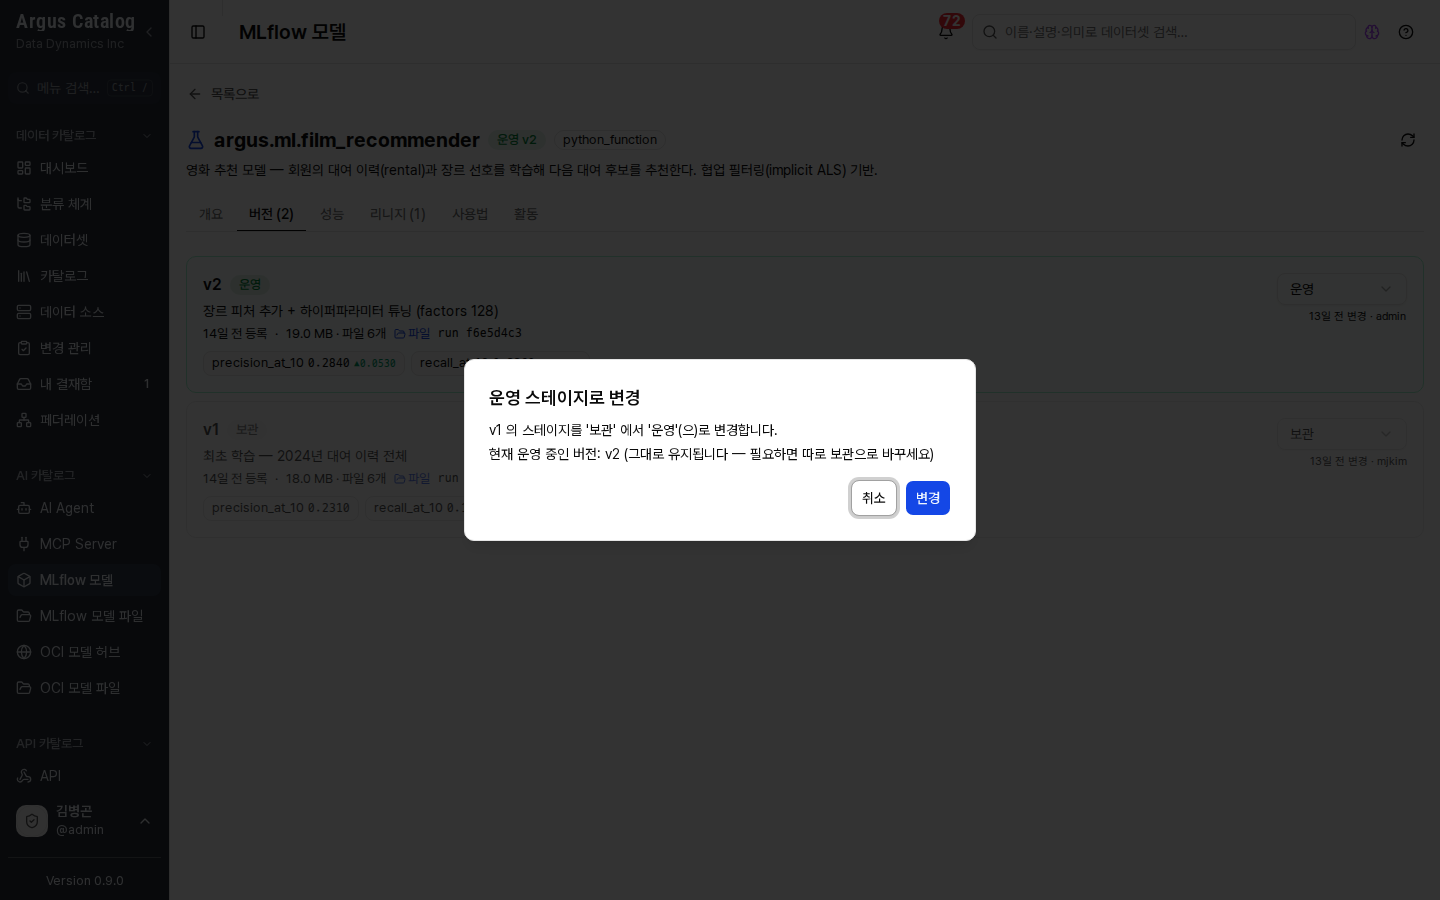 Argus Catalog
Data Dynamics Inc
메뉴 검색... Ctrl /
데이터 카탈로그
대시보드
분류 체계
데이터셋
카탈로그
데이터 소스
변경 관리
내 결재함 1
페더레이션
AI 카탈로그
AI Agent
MCP Server
MLflow 모델
MLflow 모델 파일
OCI 모델 허브
OCI 모델 파일
API 카탈로그
API
김병곤
@admin
Version 0.9.0
MLflow 모델
72
이름·설명·의미로 데이터셋 검색...
목록으로
argus.ml.film_recommender 운영 v2 python_function
영화 추천 모델 — 회원의 대여 이력(rental)과 장르 선호를 학습해 다음 대여 후보를 추천한다. 협업 필터링(implicit ALS) 기반.
개요 버전 (2) 성능 리니지 (1) 사용법 활동
v2 운영
장르 피처 추가 + 하이퍼파라미터 튜닝 (factors 128)
14일 전 등록 · 19.0 MB · 파일 6개 파일 run f6e5d4c3
precision_at_10 0.2840 ▲0.0530
운영
13일 전 변경 · admin
v1 보관
최초 학습 — 2024년 대여 이력 전체
14일 전 등록 · 18.0 MB · 파일 6개 파일 run
precision_at_10 0.2310 recall_at_10
보관
13일 전 변경 · mjkim
운영 스테이지로 변경
v1 의 스테이지를 '보관' 에서 '운영'(으)로 변경합니다.
현재 운영 중인 버전: v2 (그대로 유지됩니다 — 필요하면 따로 보관으로 바꾸세요)
취소 변경